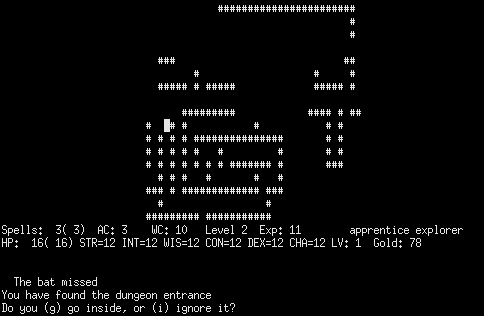 Spells: 3( 3) AC: 3 WC: 10 Level 2 Exp: 11 apprentice explorer
HP: 16( 16) STR=12 INT=12 WIS=12 CON=12 DEX=12 CHA=12 LV: 1 Gold: 78
The bat missed
You have found the dungeon entrance
Do you (g) go inside, or (i) ignore it?